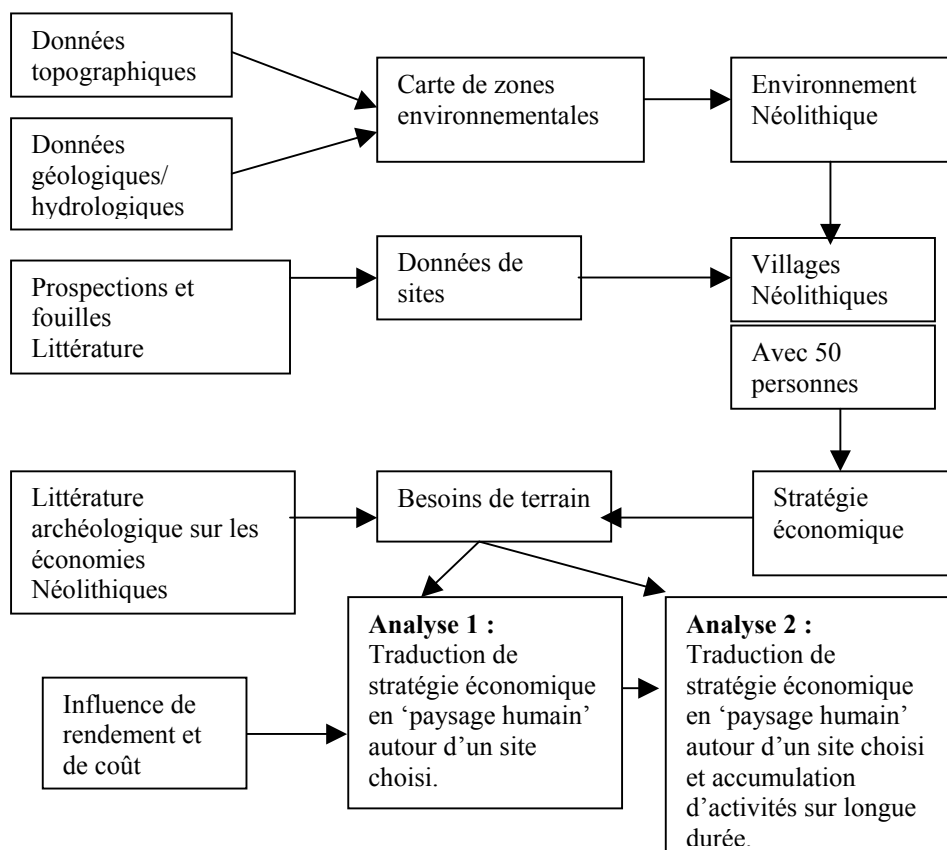 Données
topographiques
Carte de zones
environnementales
Environnement
Néolithique
Données
géologiques/
hydrologiques
Données de
sites
Villages
Néolithiques
Prospections et
fouilles
Littérature
Avec 50
personnes
Littérature
archéologique sur les
économies
Néolithiques
Besoins de terrain
Stratégie
économique
Analyse 1 :
Traduction de
stratégie économique
en ‘paysage humain’
autour d’un site
choisi.
Analyse 2 :
Traduction de
stratégie économique
en ‘paysage humain’
autour d’un site choisi
et accumulation
d’activités sur longue
durée.
Influence de
rendement et
de coût